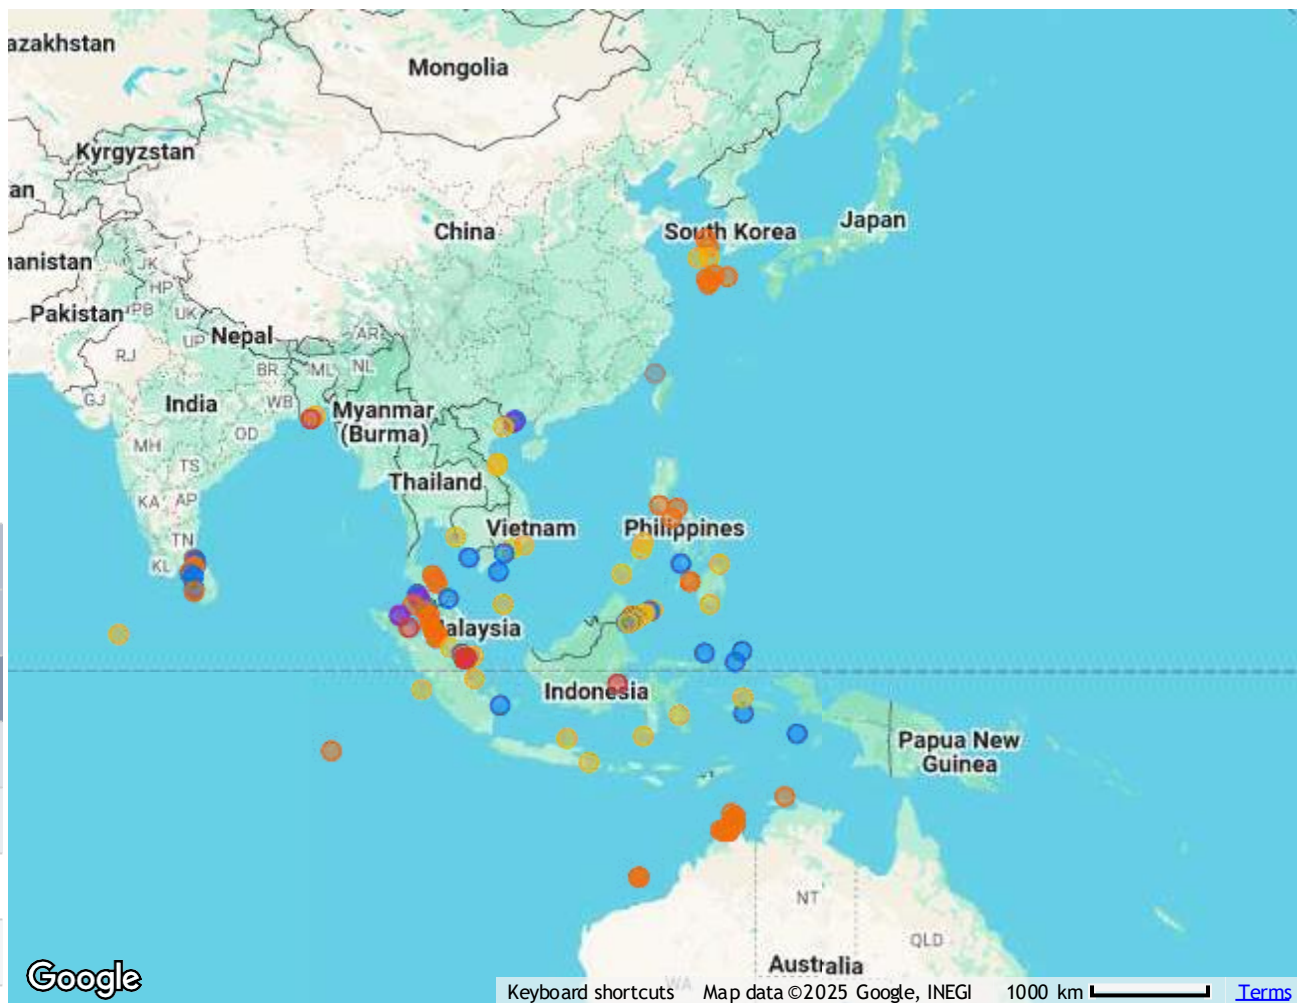 azakhstan
Mongolia
Kyrgyzstan
an
China
South Korea
Japan
hanistan
JK
HP
Pakistan
PB
UK
UP
Nepal
AR
RJ
BR
ML
NL
GJ
India
WB
Myanmar
(Burma)
OD
MH
TS
Thailand
KA
AP
Vietnam
Philippines
TN
KL
alaysia
Indonesia
Papua New
Guinea
NT
QLD
Australia
WA
Google
Keyboard shortcuts
Map data ©2025 Google, INEGI
1000 km
Terms